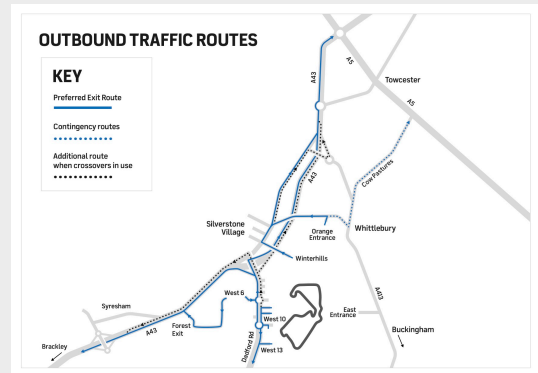 OUTBOUND TRAFFIC ROUTES
KEY
Preferred Exit Route
Contingency routes
Additional route
when crossovers in use
A43
A5
Towcester
A5
A43
Cow Pastures
Silverstone
Village
Orange
Entrance
Whittlebury
Winterhills
West 6
Syresham
A43
Forest
Exit
Brackley
Dadford Rd
West 10
West 13
East
Entrance
A413
Buckingham